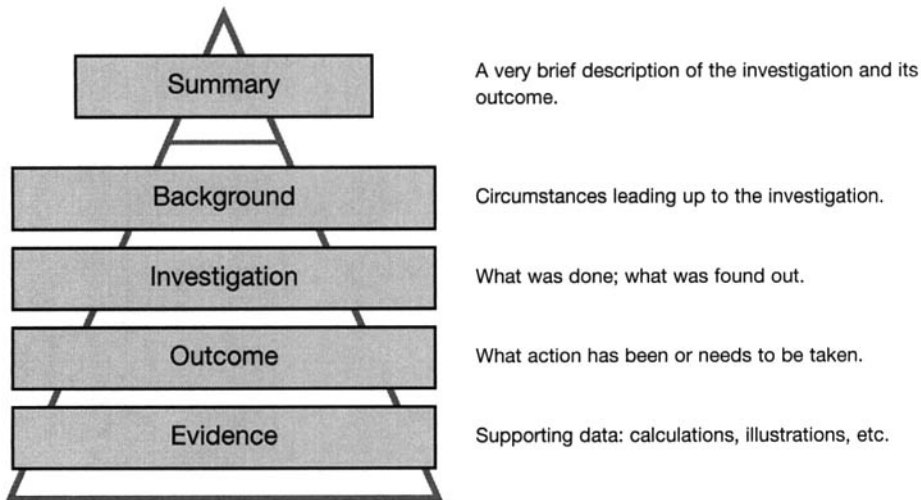 Summary
A very brief description of the investigation and its
outcome.
Background
Circumstances leading up to the investigation.
Investigation
What was done; what was found out.
Outcome
What action has been or needs to be taken.
Evidence
Supporting data: calculations, illustrations, etc.